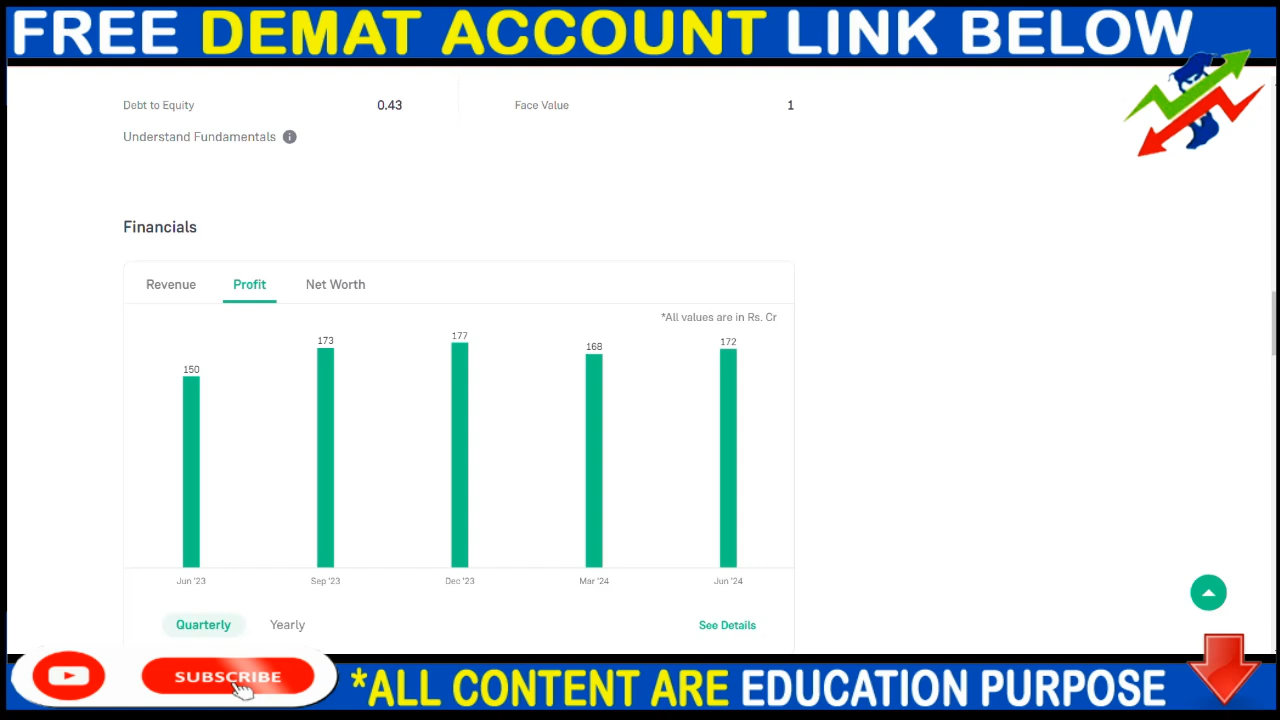 FREE DEMAT ACCOUNT LINK BELOW
Debt to Equity 0.43 Face Value 1
Understand Fundamentals i
Financials
Revenue Profit Net Worth
*All values are in Rs. Cr
150 173 177 168 172
Jun '23 Sep '23 Dec '23 Mar '24 Jun '24
Quarterly Yearly See Details
SUBSCRIBE
*ALL CONTENT ARE EDUCATION PURPOSE